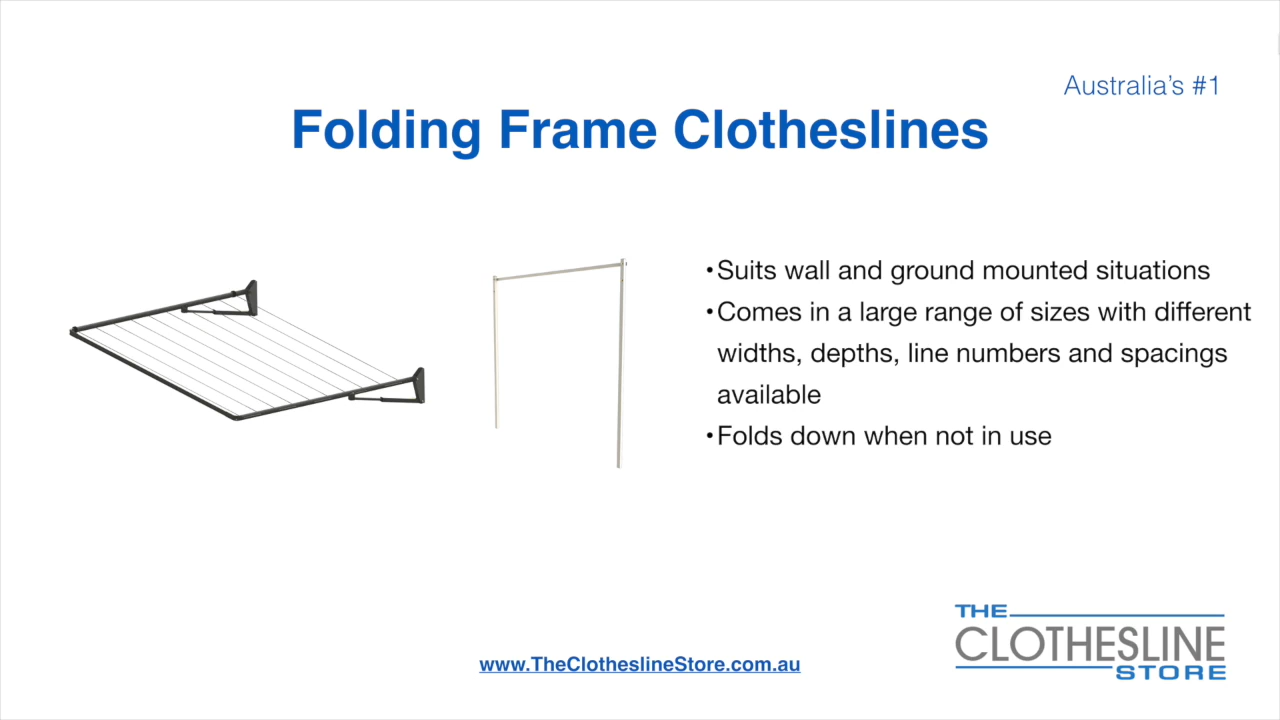 Australia's #1
Folding Frame Clotheslines
•Suits wall and ground mounted situations
•Comes in a large range of sizes with different
widths, depths, line numbers and spacings
available
•Folds down when not in use
www.TheClotheslineStore.com.au
THE
CLOTHESLINE
STORE